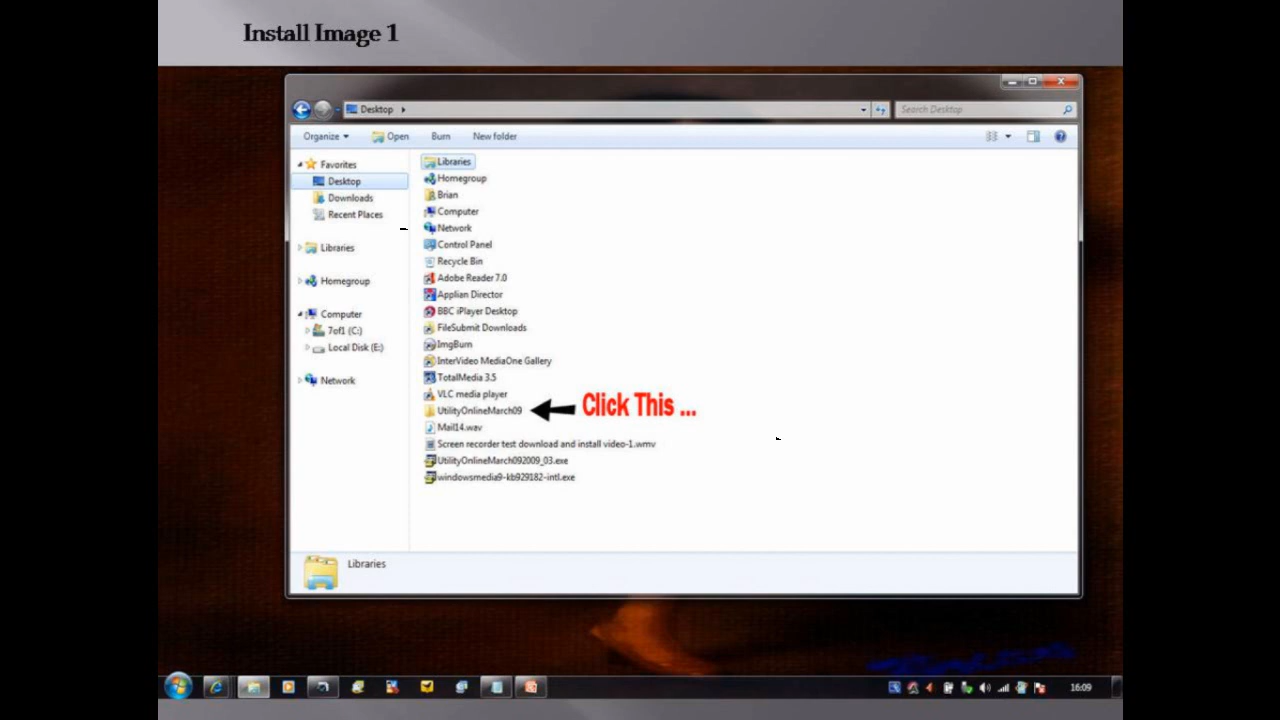 Install Image 1
Desktop
Search Desktop
Organize
Open
Burn
New folder
Favorites
Desktop
Downloads
Recent Places
Libraries
Homegroup
Computer
7of1 (C:)
Local Disk (E:)
Network
Libraries
Homegroup
Brian
Computer
Network
Control Panel
Recycle Bin
Adobe Reader 7.0
Applian Director
BBC iPlayer Desktop
FileSubmit Downloads
ImgBurn
InterVideo MediaOne Gallery
TotalMedia 3.5
VLC media player
UtilityOnlineMarch09
Click This ...
Mail14.wav
Screen recorder test download and install video-1.wmv
UtilityOnlineMarch092009_03.exe
windowsmedia9-kb929182-intl.exe
Libraries
16:09